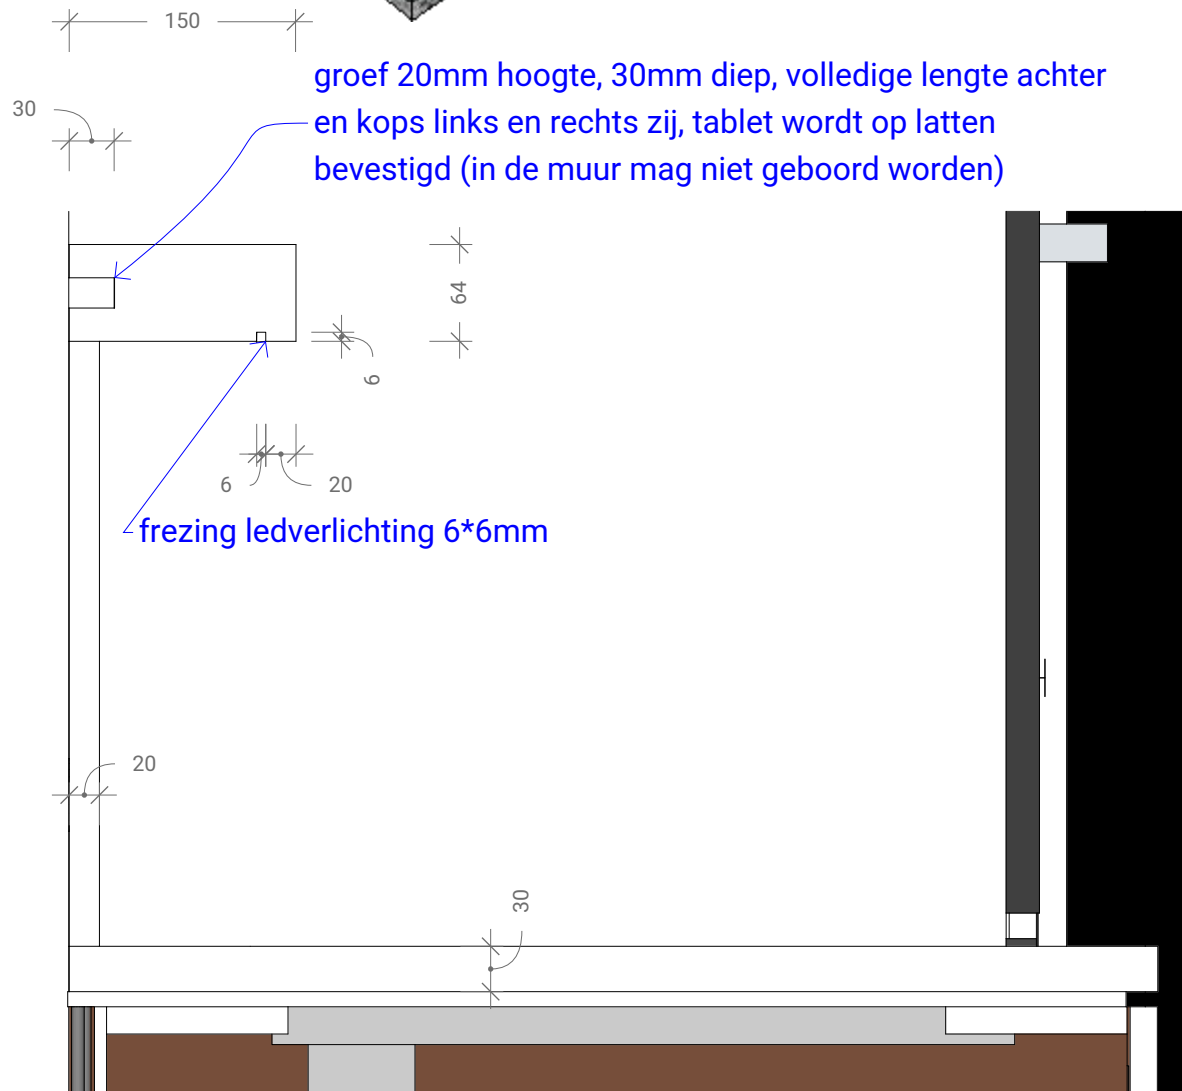 150
30
groef 20mm hoogte, 30mm diep, volledige lengte achter
en kops links en rechts zij, tablet wordt op latten
bevestigd (in de muur mag niet geboord worden)
64
6
6
20
frezing ledverlichting 6*6mm
20
30